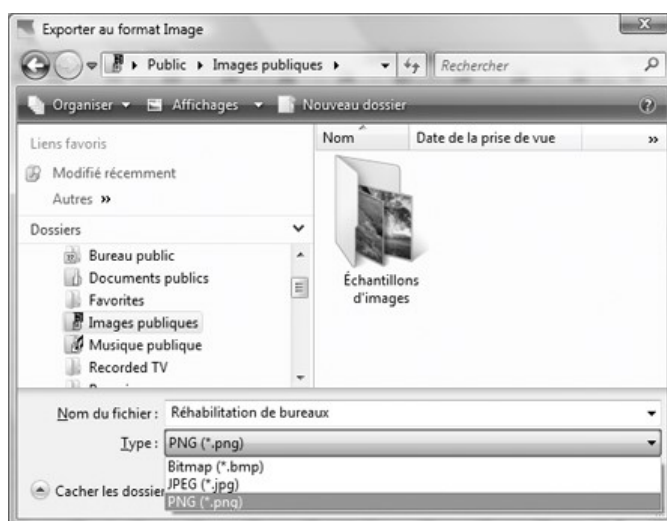 Exporter au format Image
Public Images publiques Rechercher
Organiser Affichages Nouveau dossier
Liens favoris
Modifié récemment
Autres »
Dossiers
Bureau public
Documents publics
Favorites
Images publiques
Musique publique
Recorded TV
Nom Date de la prise de vue »
Échantillons
d'images
Nom du fichier : Réhabilitation de bureaux
Type : PNG (*.png)
Bitmap (*.bmp)
JPEG (*.jpg)
PNG (*.png)
Cacher les dossier